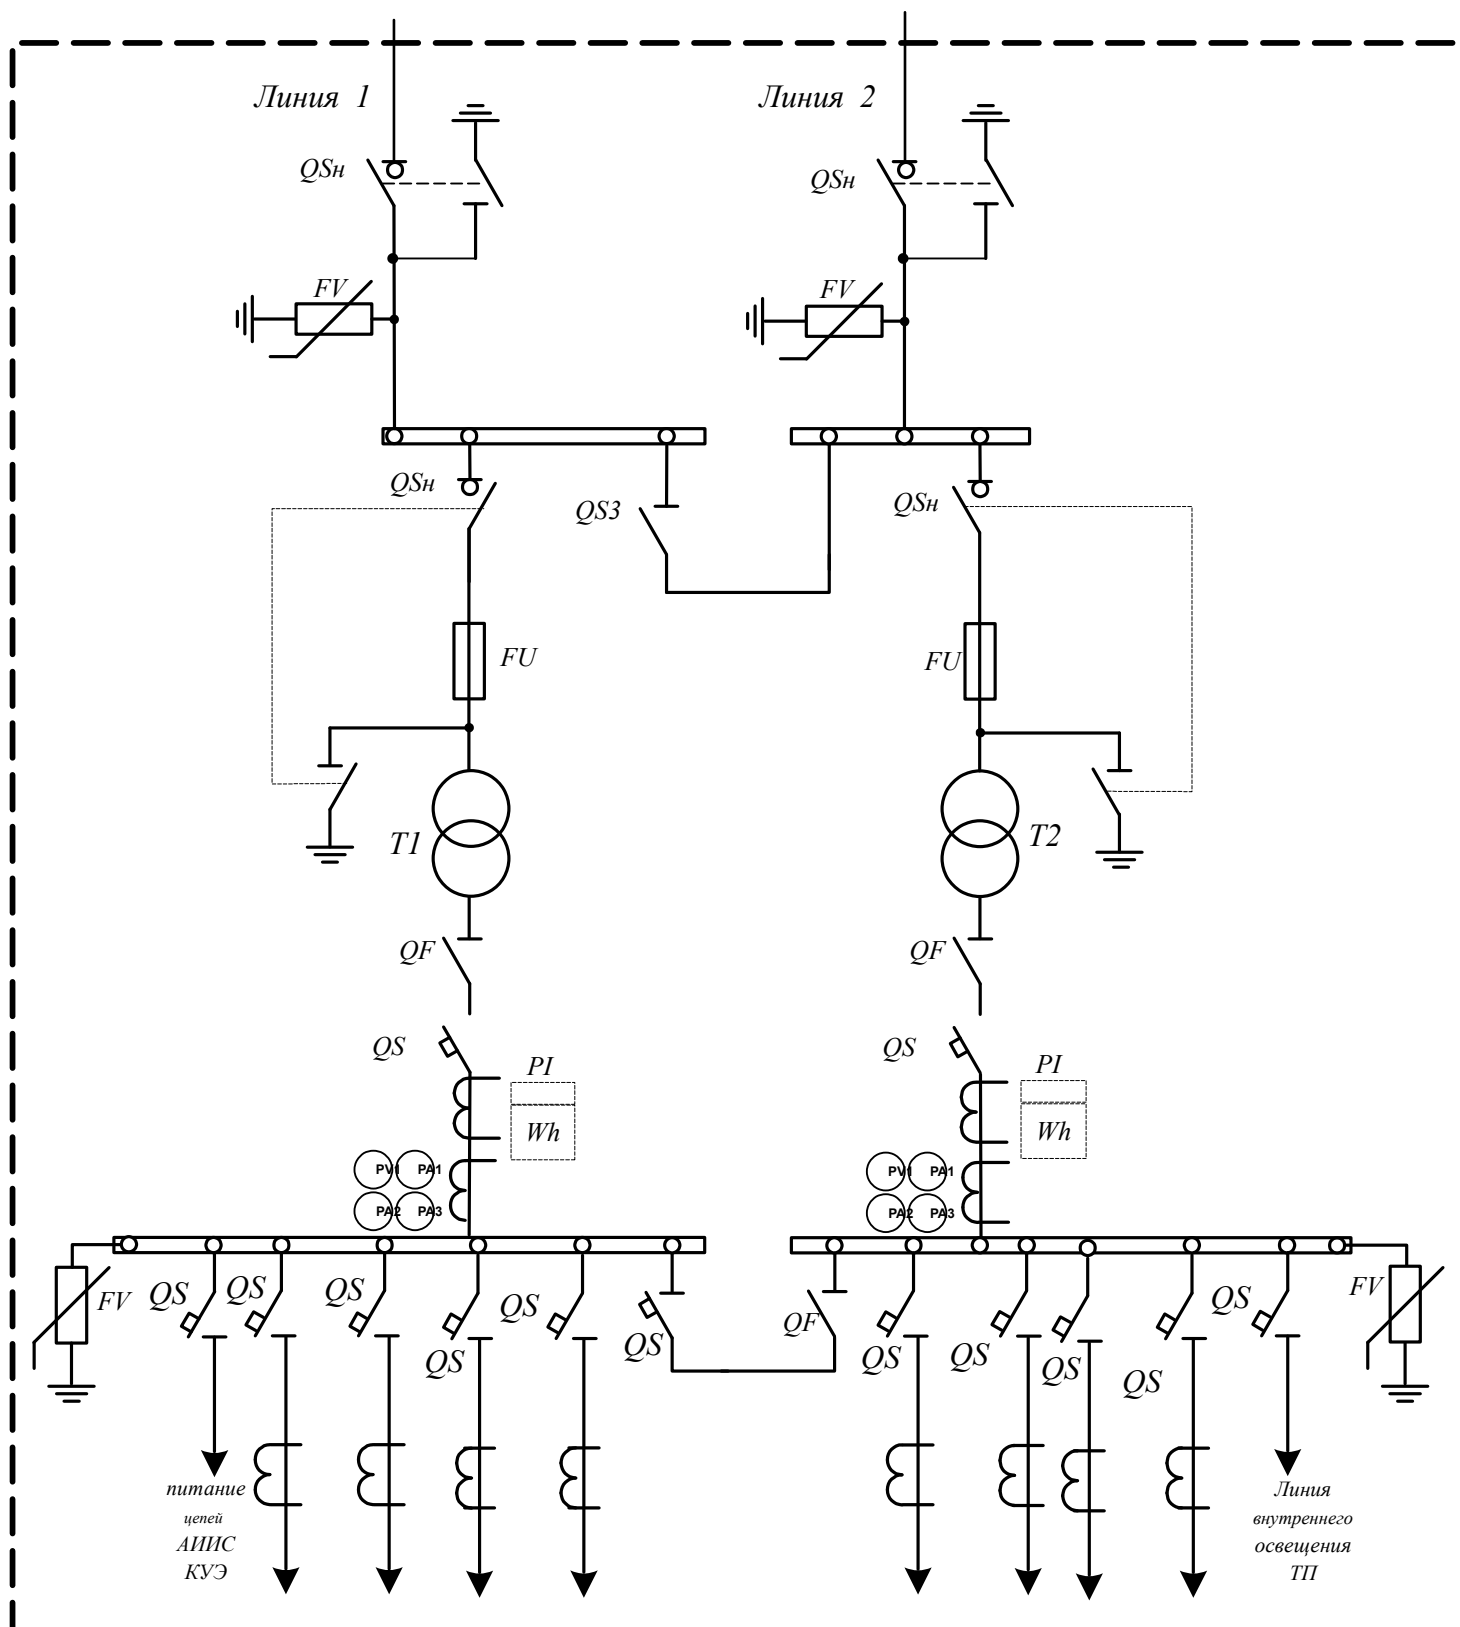 Линия 1
Линия 2
QSн
QSн
FV
FV
QSн
QS3
QSн
FU
FU
T1
T2
QF
QF
QS
QS
PI
PI
Wh
Wh
PV1 PA1
PV1 PA1
PA2 PA3
PA2 PA3
FV
QS
QS
QS
QS
QS
QS
QF
QS
QS
QS
QS
QS
FV
питание
цепей
АИИС
КУЭ
Линия
внутреннего
освещения
ТП